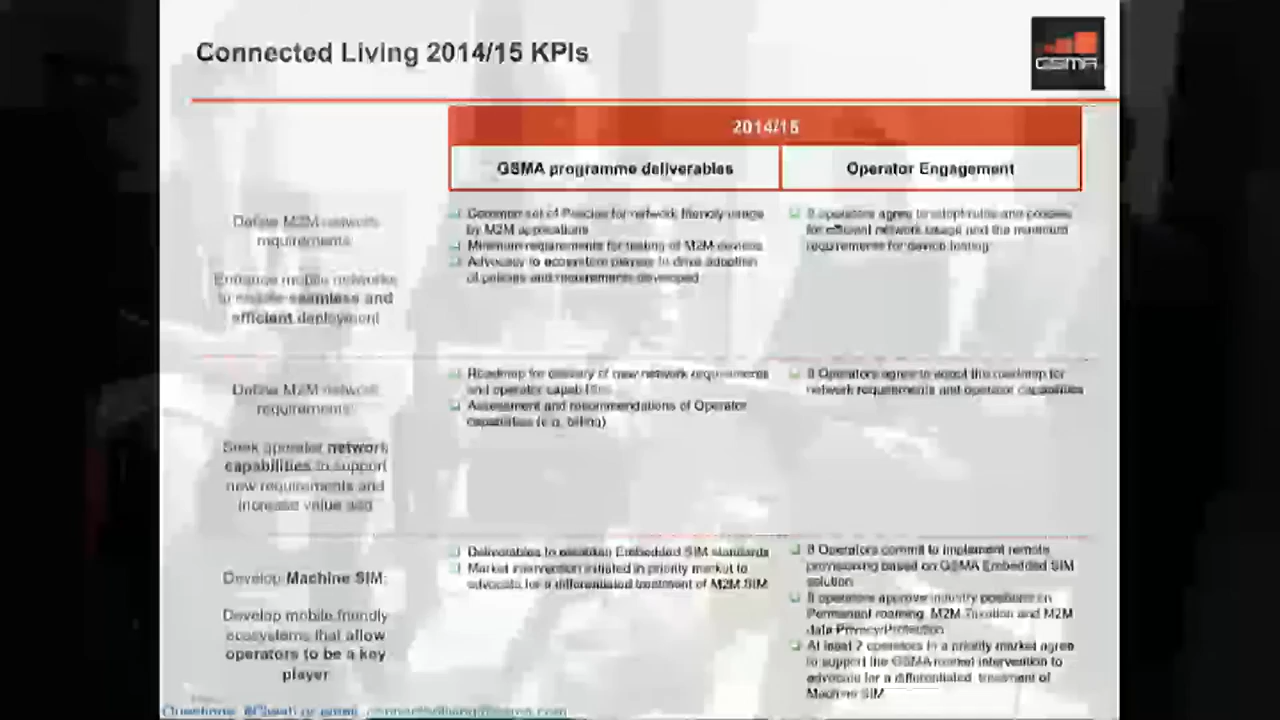 Connected Living 2014/15 KPIs
GSMA
2014/15
GSMA programme deliverables
Operator Engagement
Define M2M network
requirements:
Enhance mobile networks
to enable seamless and
efficient deployment
Common set of Policies for network friendly usage
by M2M applications
Minimum requirements for testing of M2M devices
Advocacy to ecosystem players to drive adoption
of policies and requirements developed
operators agree to adopt rules and policies
for efficient network usage and the minimum
requirements for device testing
Define M2M network
requirements:
Seek operator network
capabilities to support
new requirements and
increase value add
Roadmap for delivery of new network requirements
and operator capabilities
Assessment and recommendations of Operator
capabilities (e.g. billing)
8 Operators agree to adopt the roadmap for
network requirements and operator capabilities
Develop Machine SIM:
Develop mobile friendly
ecosystems that allow
operators to be a key
player
Deliverables to establish Embedded SIM standards
Market intervention initiated in priority market to
advocate for a differentiated treatment of M2M SIM
8 Operators commit to implement remote
provisioning based on GSMA Embedded SIM
solution
8 operators approve industry positions on
Permanent roaming, M2M Taxation and M2M
data Privacy/Protection
At least 2 operators in a priority market agree
to support the GSMA market intervention to
advocate for a differentiated treatment of
Machine SIM